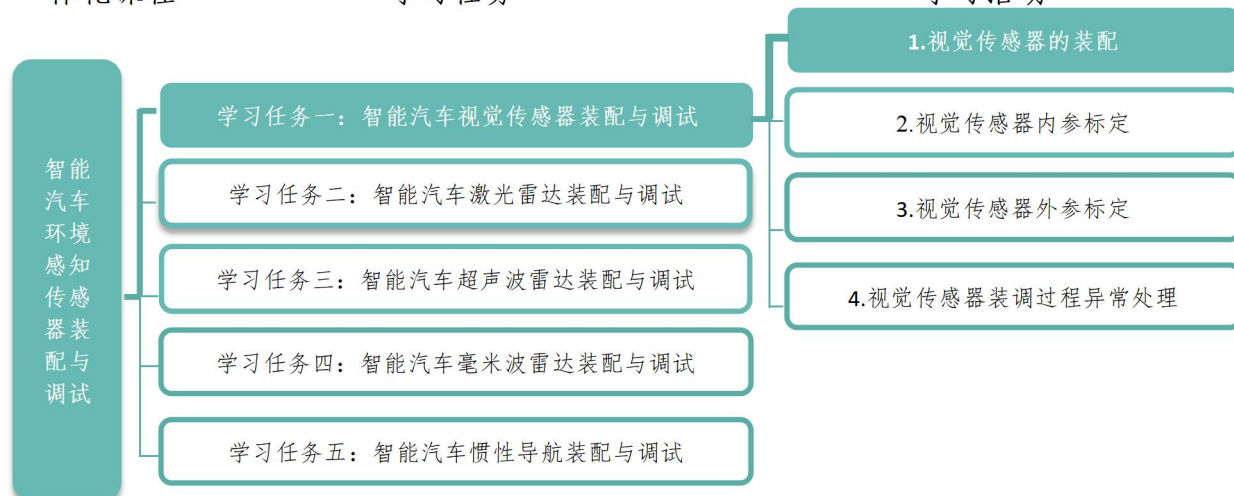 智能
汽车
环境
感知
传感
器装
配与
调试
学习任务一：智能汽车视觉传感器装配与调试
学习任务二：智能汽车激光雷达装配与调试
学习任务三：智能汽车超声波雷达装配与调试
学习任务四：智能汽车毫米波雷达装配与调试
学习任务五：智能汽车惯性导航装配与调试
1.视觉传感器的装配
2.视觉传感器内参标定
3.视觉传感器外参标定
4.视觉传感器装调过程异常处理